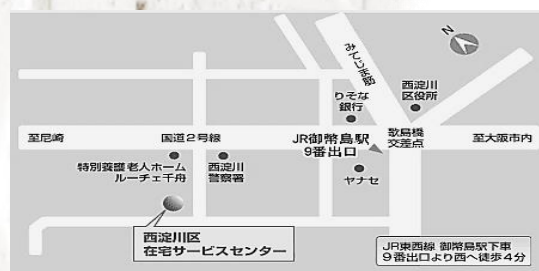 N
みてじま筋
りそな
銀行
西淀川
区役所
至尼崎
国道2号線
JR御幣島駅
9番出口
歌島橋
交差点
至大阪市内
特別養護老人ホーム
ルーチェ千舟
西淀川
警察署
ヤナセ
西淀川区
在宅サービスセンター
JR東西線 御幣島駅下車
9番出口より西へ徒歩4分